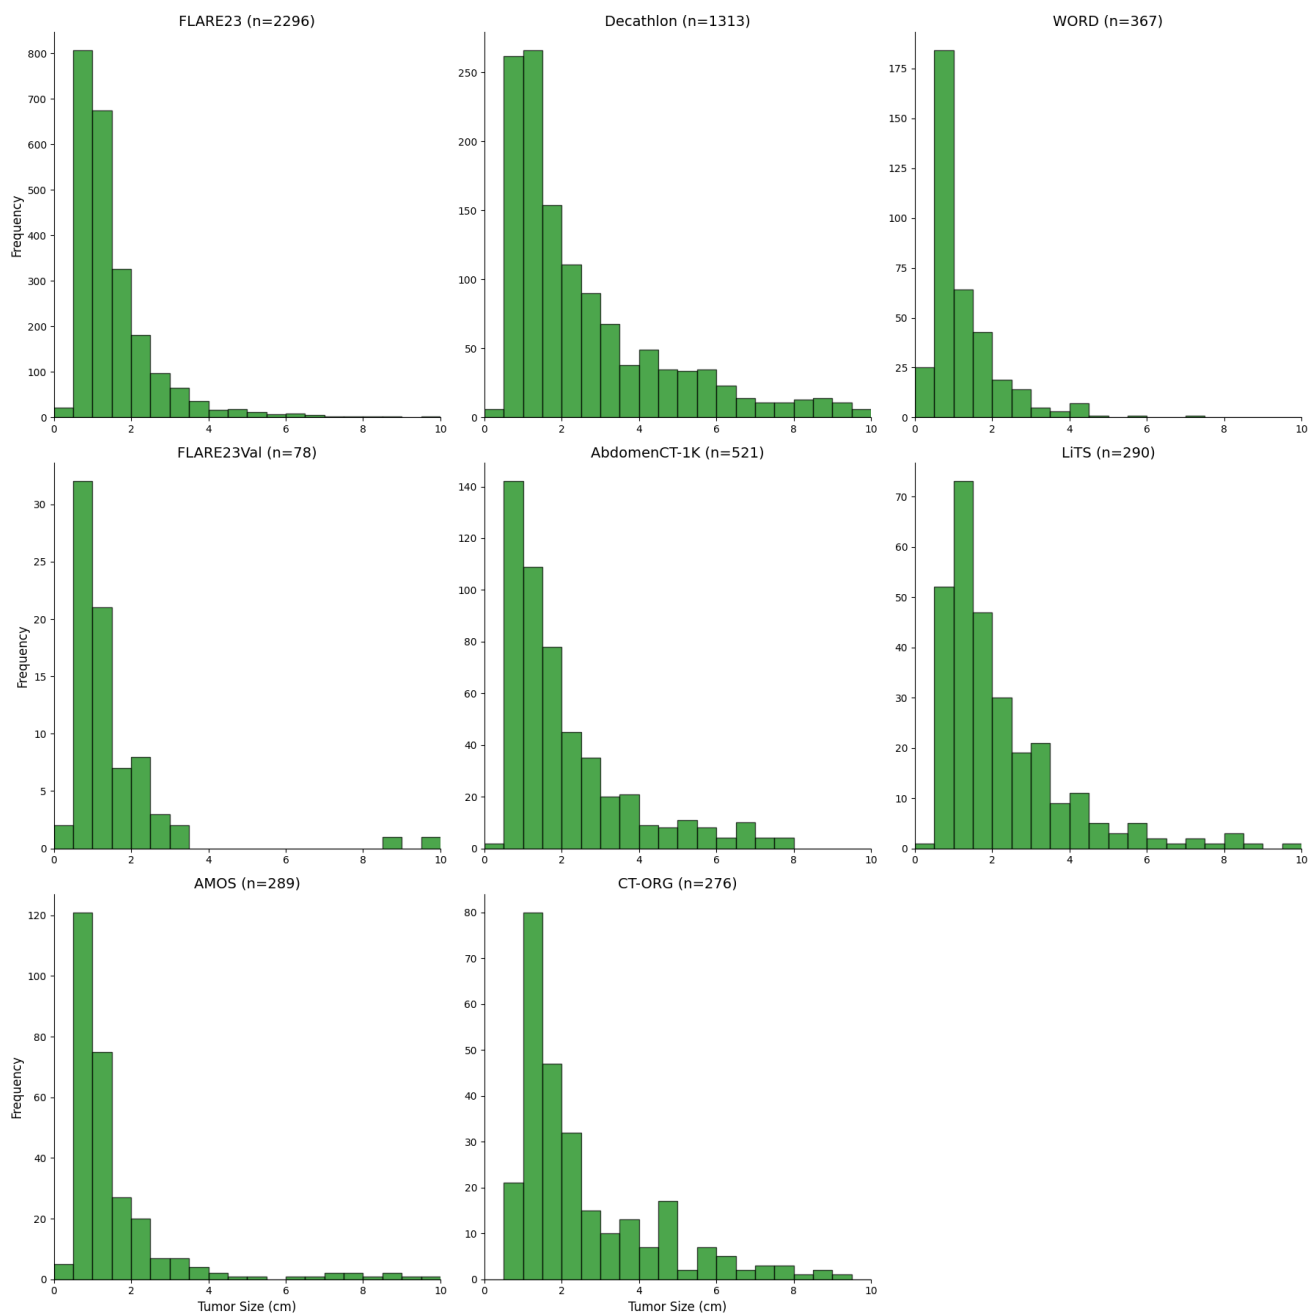 FLARE23 (n=2296)
Decathlon (n=1313)
WORD (n=367)
Frequency
800
700
600
500
400
300
200
100
0
0 2 4 6 8 10
250
200
150
100
50
0
0 2 4 6 8 10
175
150
125
100
75
50
25
0
0 2 4 6 8 10
FLARE23Val (n=78)
AbdomenCT-1K (n=521)
LiTS (n=290)
Frequency
30
25
20
15
10
5
0
0 2 4 6 8 10
140
120
100
80
60
40
20
0
0 2 4 6 8 10
70
60
50
40
30
20
10
0
0 2 4 6 8 10
AMOS (n=289)
CT-ORG (n=276)
Frequency
120
100
80
60
40
20
0
0 2 4 6 8 10
Tumor Size (cm)
80
70
60
50
40
30
20
10
0
0 2 4 6 8 10
Tumor Size (cm)